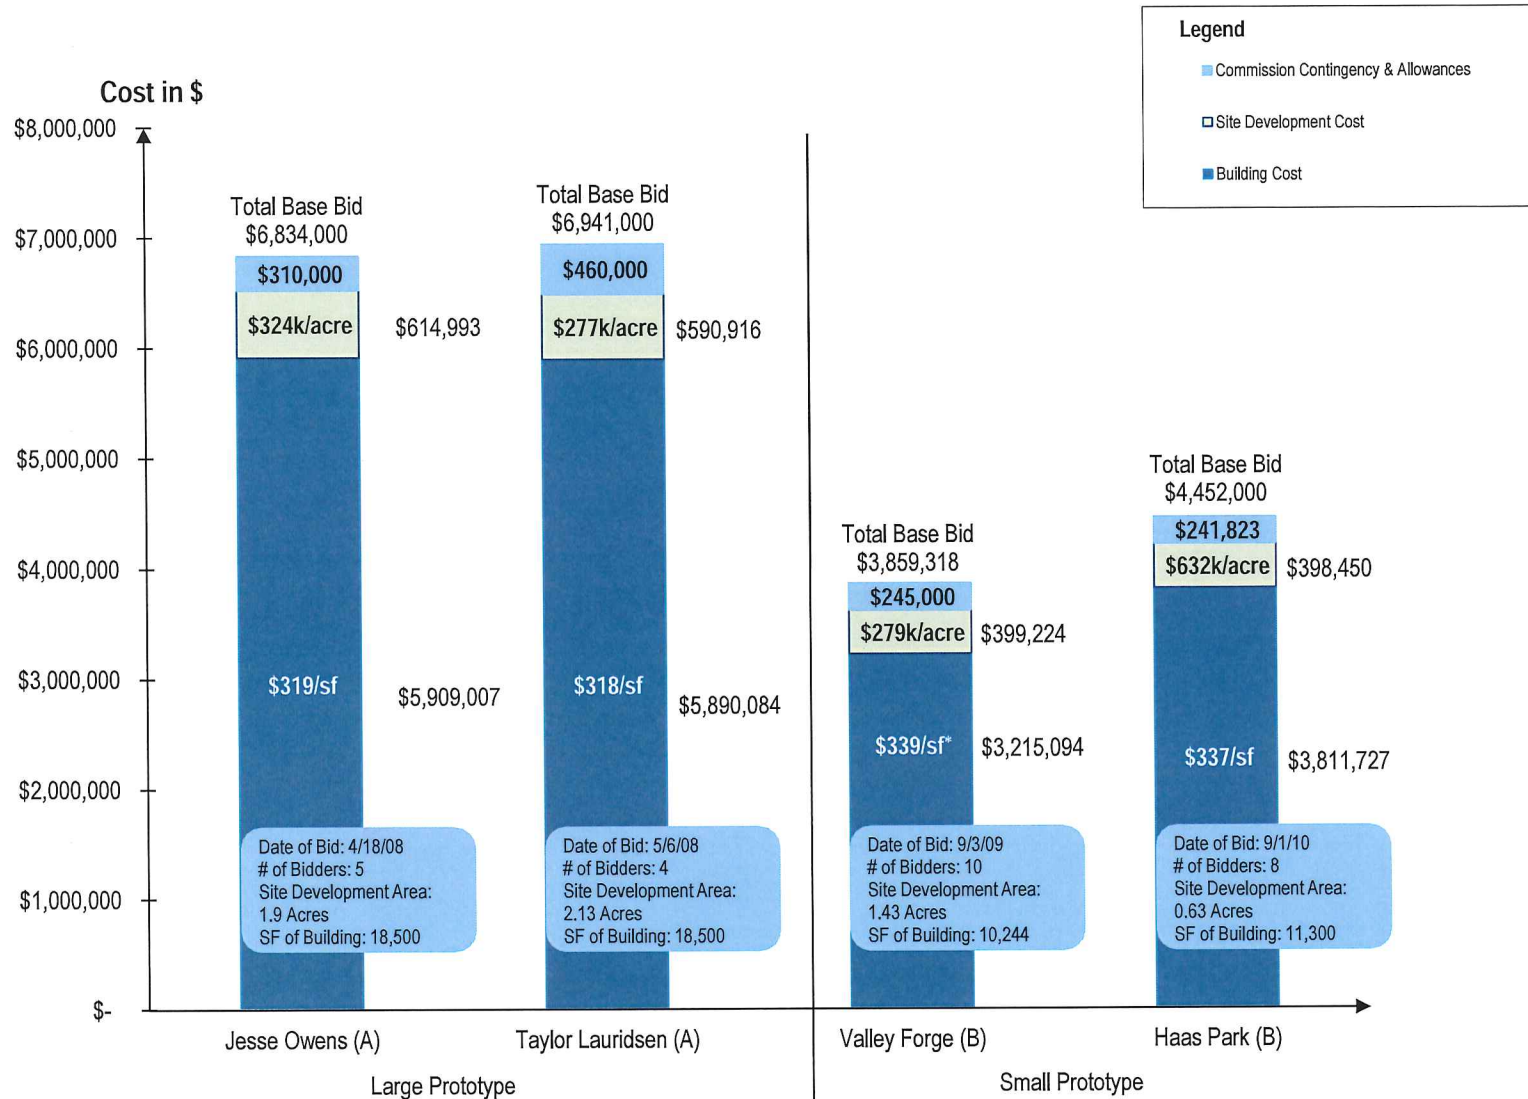 Legend
Commission Contingency & Allowances
Site Development Cost
Building Cost
Cost in $
$8,000,000
$7,000,000
$6,000,000
$5,000,000
$4,000,000
$3,000,000
$2,000,000
$1,000,000
$-
Total Base Bid
$6,834,000
$310,000
$324k/acre
$614,993
$319/sf
$5,909,007
Date of Bid: 4/18/08
# of Bidders: 5
Site Development Area:
1.9 Acres
SF of Building: 18,500
Jesse Owens (A)
Total Base Bid
$6,941,000
$460,000
$277k/acre
$590,916
$318/sf
$5,890,084
Date of Bid: 5/6/08
# of Bidders: 4
Site Development Area:
2.13 Acres
SF of Building: 18,500
Taylor Lauridsen (A)
Large Prototype
Total Base Bid
$3,859,318
$245,000
$279k/acre
$399,224
$339/sf*
$3,215,094
Date of Bid: 9/3/09
# of Bidders: 10
Site Development Area:
1.43 Acres
SF of Building: 10,244
Valley Forge (B)
Total Base Bid
$4,452,000
$241,823
$632k/acre
$398,450
$337/sf
$3,811,727
Date of Bid: 9/1/10
# of Bidders: 8
Site Development Area:
0.63 Acres
SF of Building: 11,300
Haas Park (B)
Small Prototype